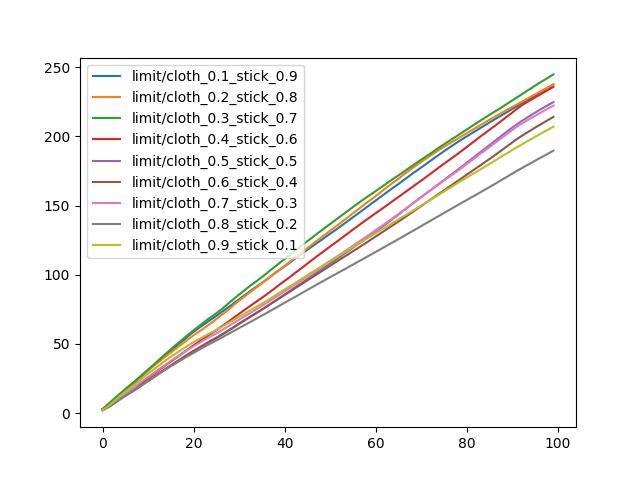 250
200
150
100
50
0
limit/cloth_0.1_stick_0.9
limit/cloth_0.2_stick_0.8
limit/cloth_0.3_stick_0.7
limit/cloth_0.4_stick_0.6
limit/cloth_0.5_stick_0.5
limit/cloth_0.6_stick_0.4
limit/cloth_0.7_stick_0.3
limit/cloth_0.8_stick_0.2
limit/cloth_0.9_stick_0.1
0 20 40 60 80 100